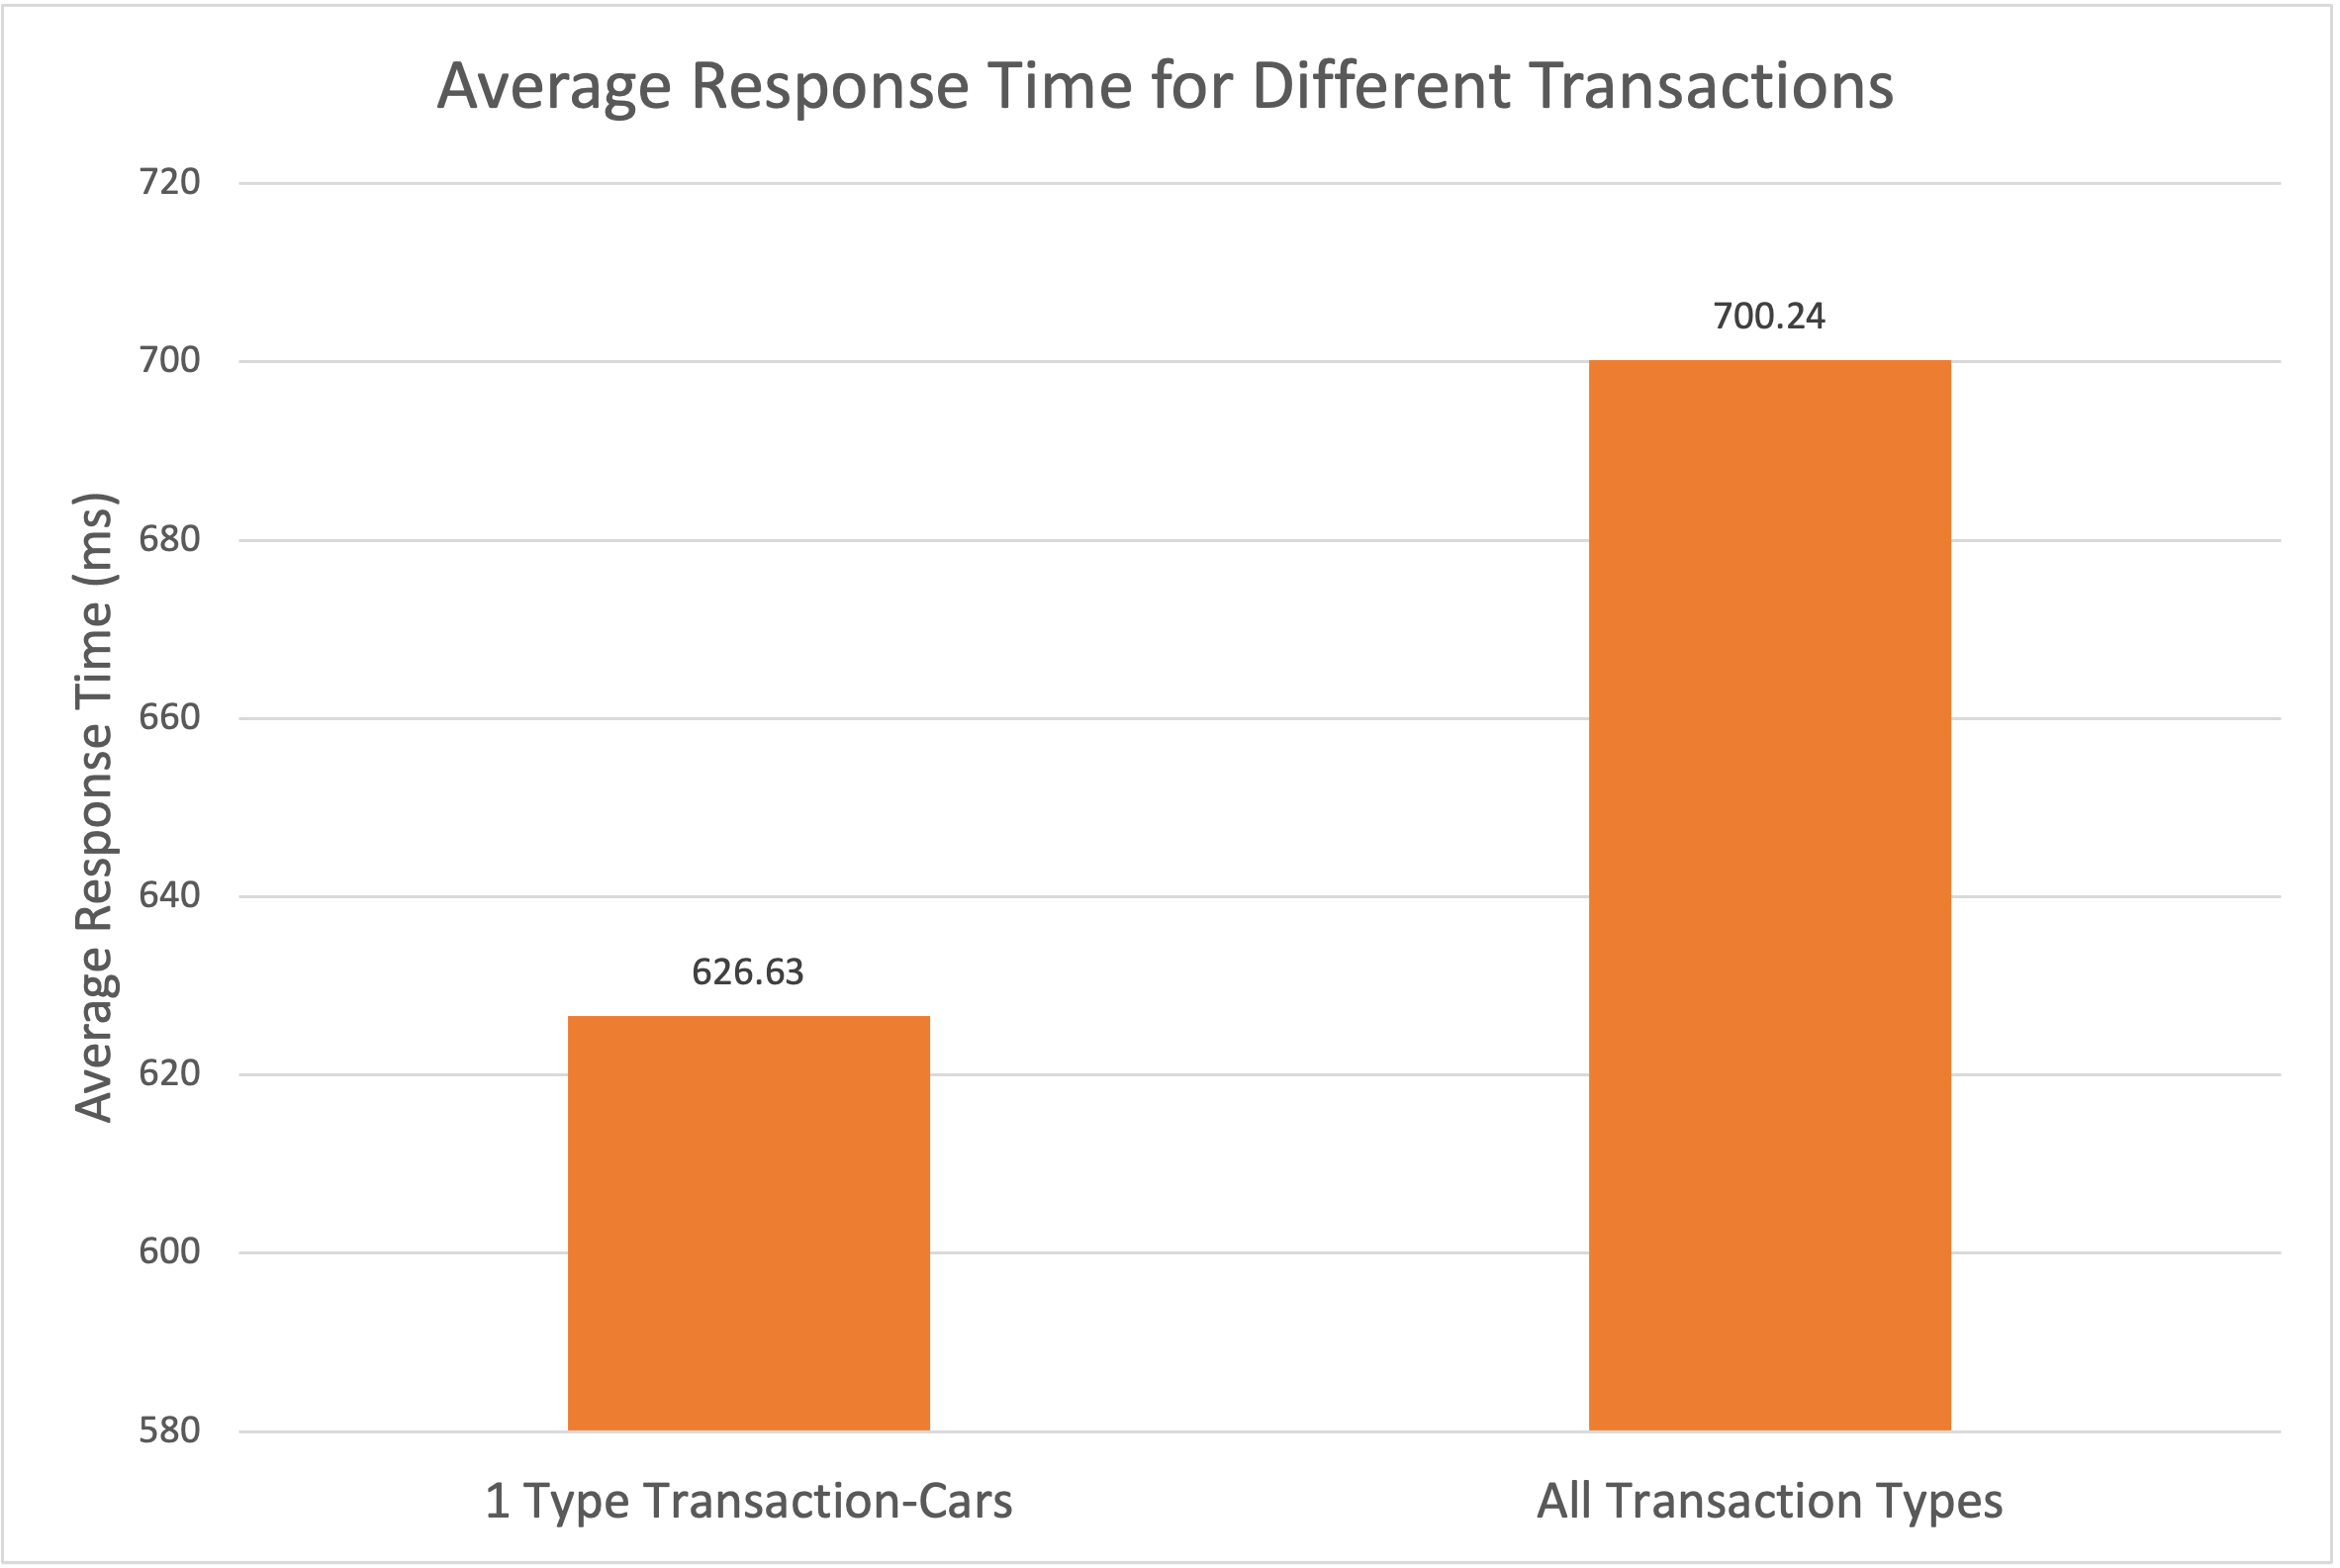 Average Response Time for Different Transactions
Average Response Time (ms)
720
700
680
660
640
620
600
580
626.63
700.24
1 Type Transaction-Cars
All Transaction Types